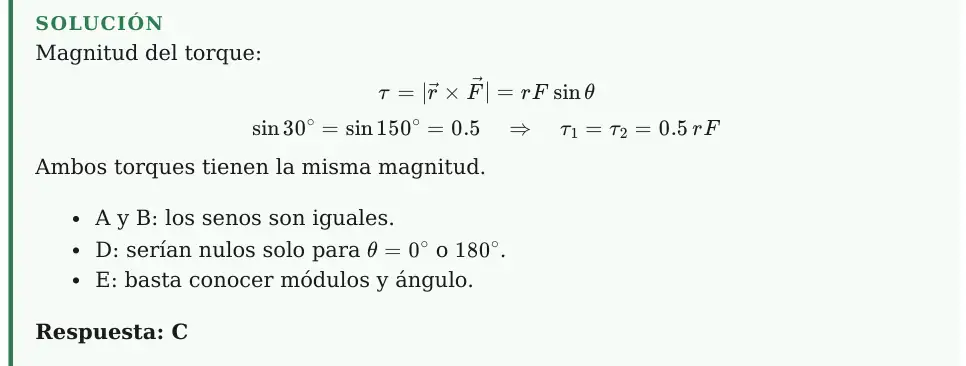 SOLUCIÓN
Magnitud del torque:
τ = |r⃗ × F⃗| = rF sin θ
sin 30° = sin 150° = 0.5 ⇒ τ₁ = τ₂ = 0.5 rF
Ambos torques tienen la misma magnitud.
• A y B: los senos son iguales.
• D: serían nulos solo para θ = 0° o 180°.
• E: basta conocer módulos y ángulo.
Respuesta: C